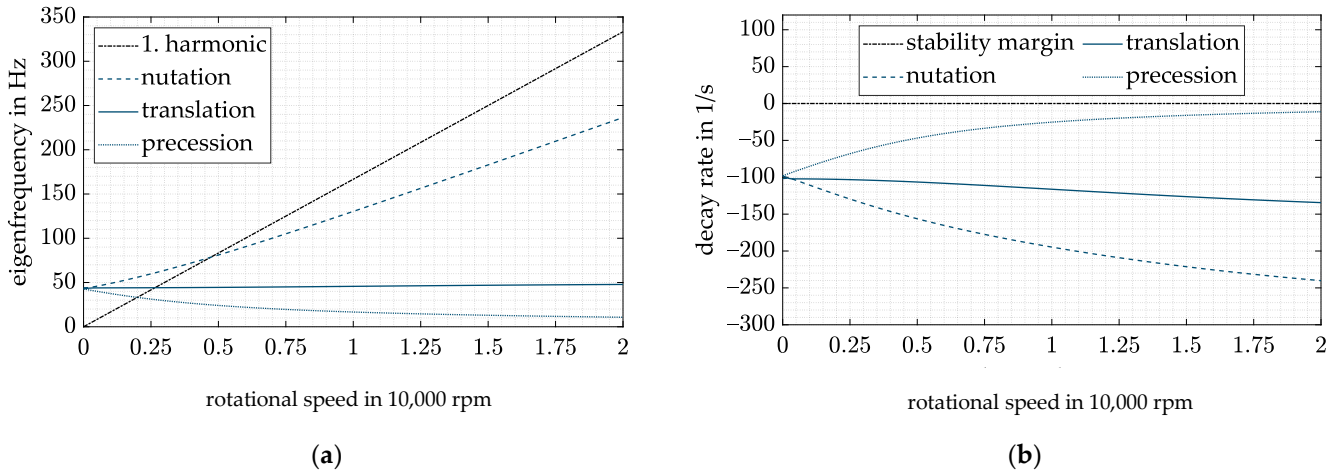 350
300
250
200
150
100
50
0
eigenfrequency in Hz
1. harmonic
nutation
translation
precession
0 0.25 0.5 0.75 1 1.25 1.5 1.75 2
rotational speed in 10,000 rpm
(a)
100
50
0
−50
−100
−150
−200
−250
−300
decay rate in 1/s
stability margin translation
nutation precession
0 0.25 0.5 0.75 1 1.25 1.5 1.75 2
rotational speed in 10,000 rpm
(b)